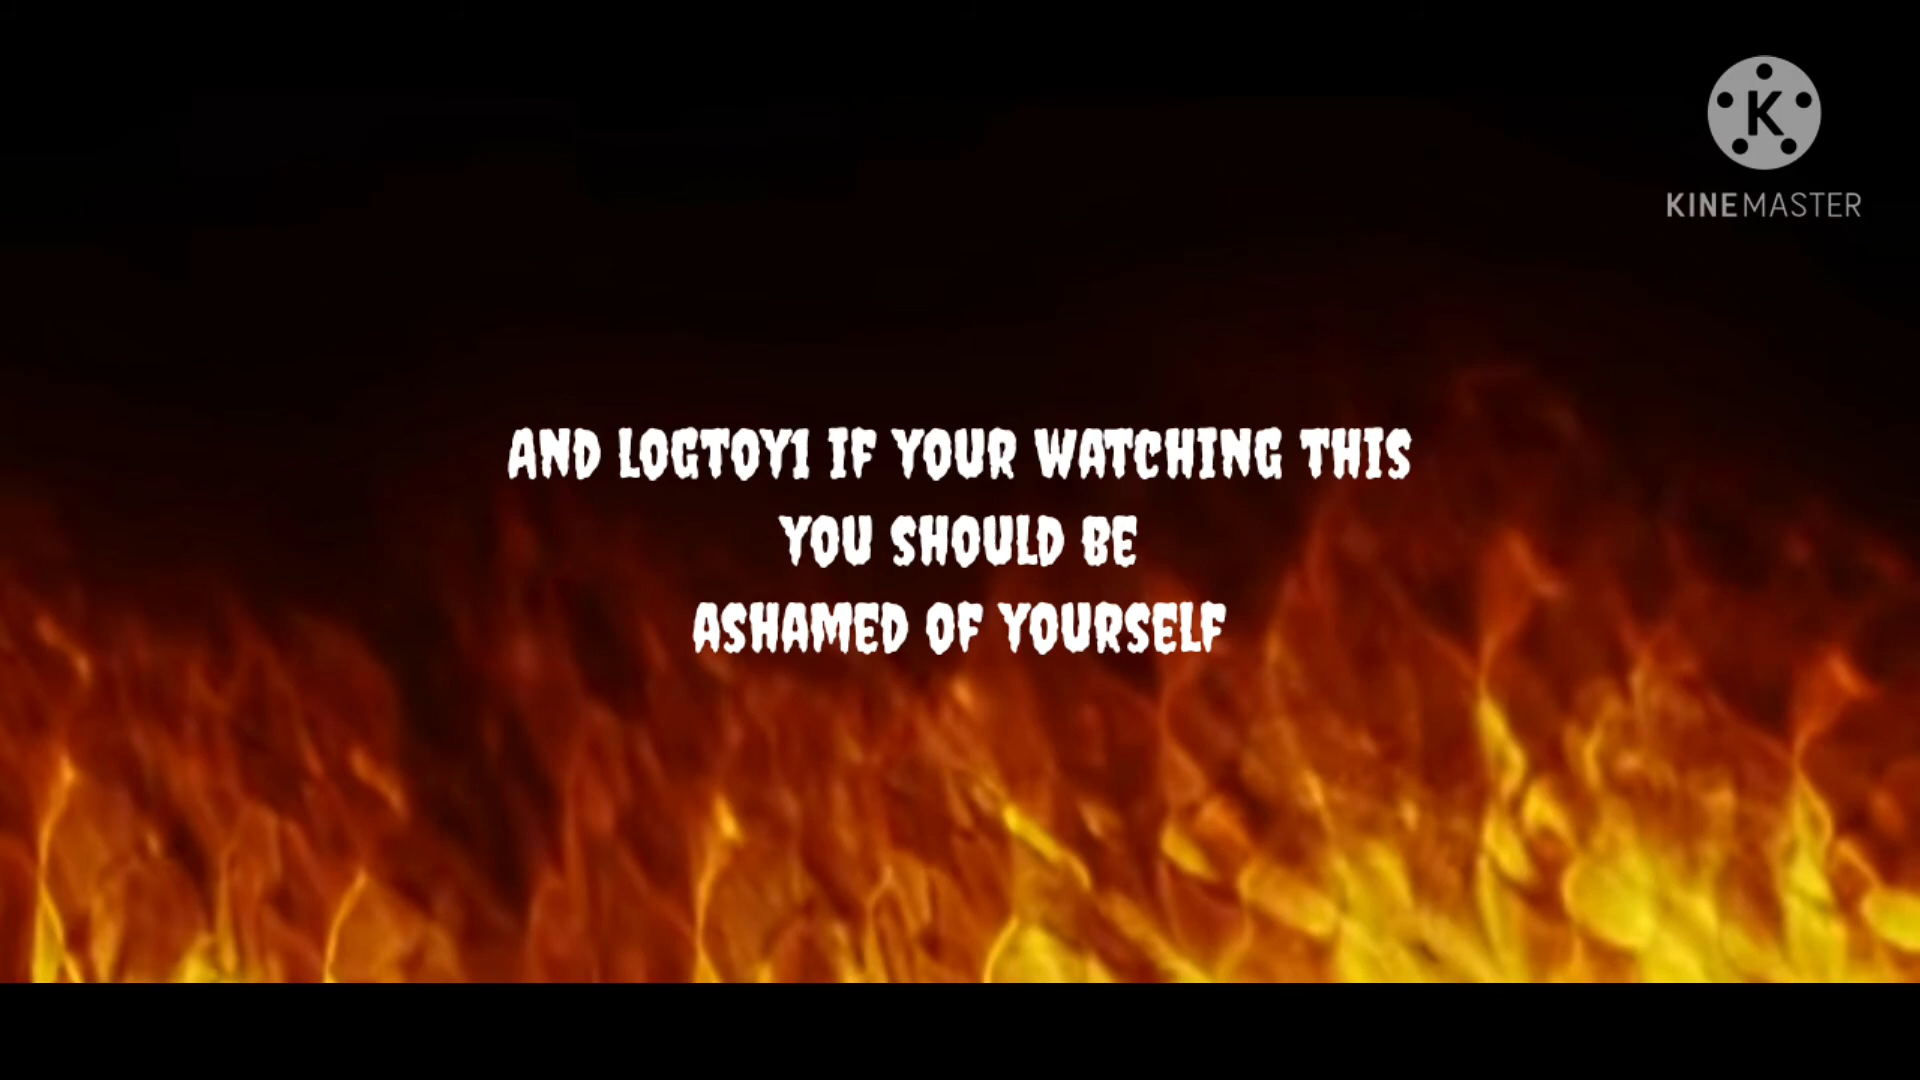 K
KINEMASTER
AND LOGTOY1 IF YOUR WATCHING THIS
YOU SHOULD BE
ASHAMED OF YOURSELF